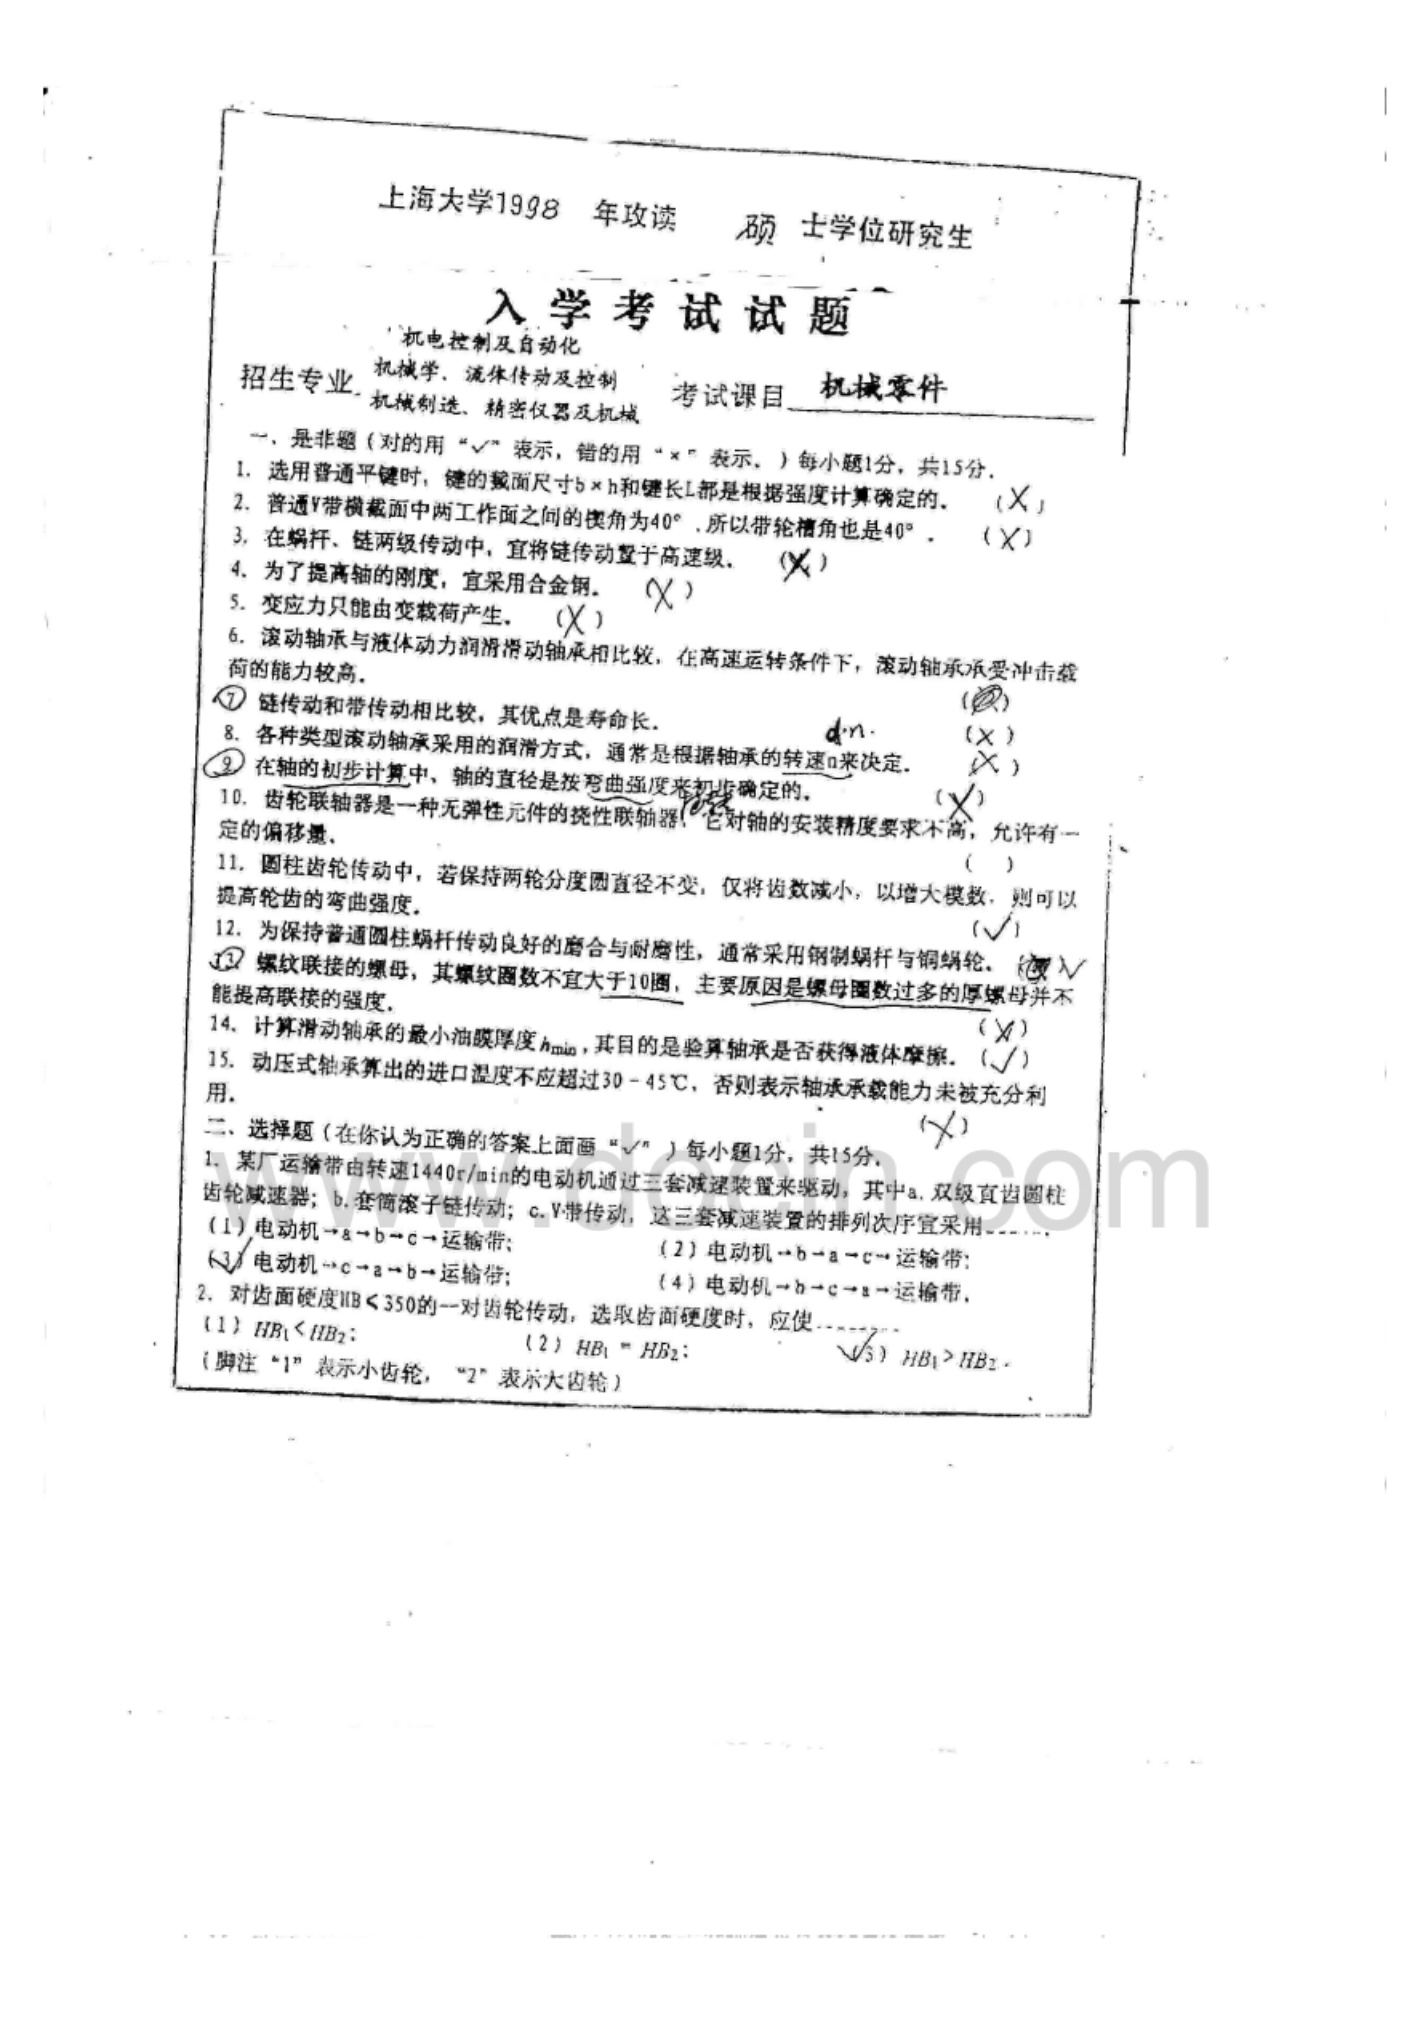 上海大学1998 年攻读 硕 士学位研究生
入学考试试题
机电控制及自动化
招生专业 机械学、流体传动及控制 考试课目 机械零件
机械制造、精密仪器及机械
一、是非题(对的用“✓”表示,错的用“×”表示.)每小题1分,共15分.
1. 选用普通平键时,键的截面尺寸b×h和键长L都是根据强度计算确定的. (X)
2. 普通V带横截面中两工作面之间的楔角为40°,所以带轮槽角也是40°. (X)
3. 在蜗杆、链两级传动中,宜将链传动置于高速级. (X)
4. 为了提高轴的刚度,宜采用合金钢. (X)
5. 变应力只能由变载荷产生. (X)
6. 滚动轴承与液体动力润滑滑动轴承相比较,在高速运转条件下,滚动轴承承受冲击载
荷的能力较高. ( )
7 链传动和带传动相比较,其优点是寿命长. (X)
d·n.
8. 各种类型滚动轴承采用的润滑方式,通常是根据轴承的转速n来决定. (X)
9 在轴的初步计算中、轴的直径是按弯曲强度来初步确定的. (X)
10. 齿轮联轴器是一种无弹性元件的挠性联轴器,它对轴的安装精度要求不高,允许有一
定的偏移量. ( )
11. 圆柱齿轮传动中,若保持两轮分度圆直径不变,仅将齿数减小,以增大模数,则可以
提高轮齿的弯曲强度. (✓)
12. 为保持普通圆柱蜗杆传动良好的磨合与耐磨性,通常采用钢制蜗杆与铜蜗轮. ( ) ✓
13 螺纹联接的螺母,其螺纹圈数不宜大于10圈,主要原因是螺母圈数过多的厚螺母并不
能提高联接的强度. (X)
14. 计算滑动轴承的最小油膜厚度hmin,其目的是验算轴承是否获得液体摩擦. (✓)
15. 动压式轴承算出的进口温度不应超过30-45℃,否则表示轴承承载能力未被充分利
用. (X)
二、选择题(在你认为正确的答案上面画“✓”)每小题1分,共15分.
1. 某厂运输带由转速1440r/min的电动机通过三套减速装置来驱动,其中a.双级直齿圆柱
齿轮减速器; b.套筒滚子链传动; c.V带传动,这三套减速装置的排列次序宜采用------.
(1)电动机→a→b→c→运输带; (2)电动机→b→a→c→运输带;
(3)电动机→c→a→b→运输带; (4)电动机→b→c→a→运输带.
2. 对齿面硬度HB≤350的一对齿轮传动,选取齿面硬度时,应使--------
(1) HB1<HB2; (2) HB1=HB2; ✓(3) HB1>HB2.
(脚注“1”表示小齿轮,“2”表示大齿轮)
www.docin.com